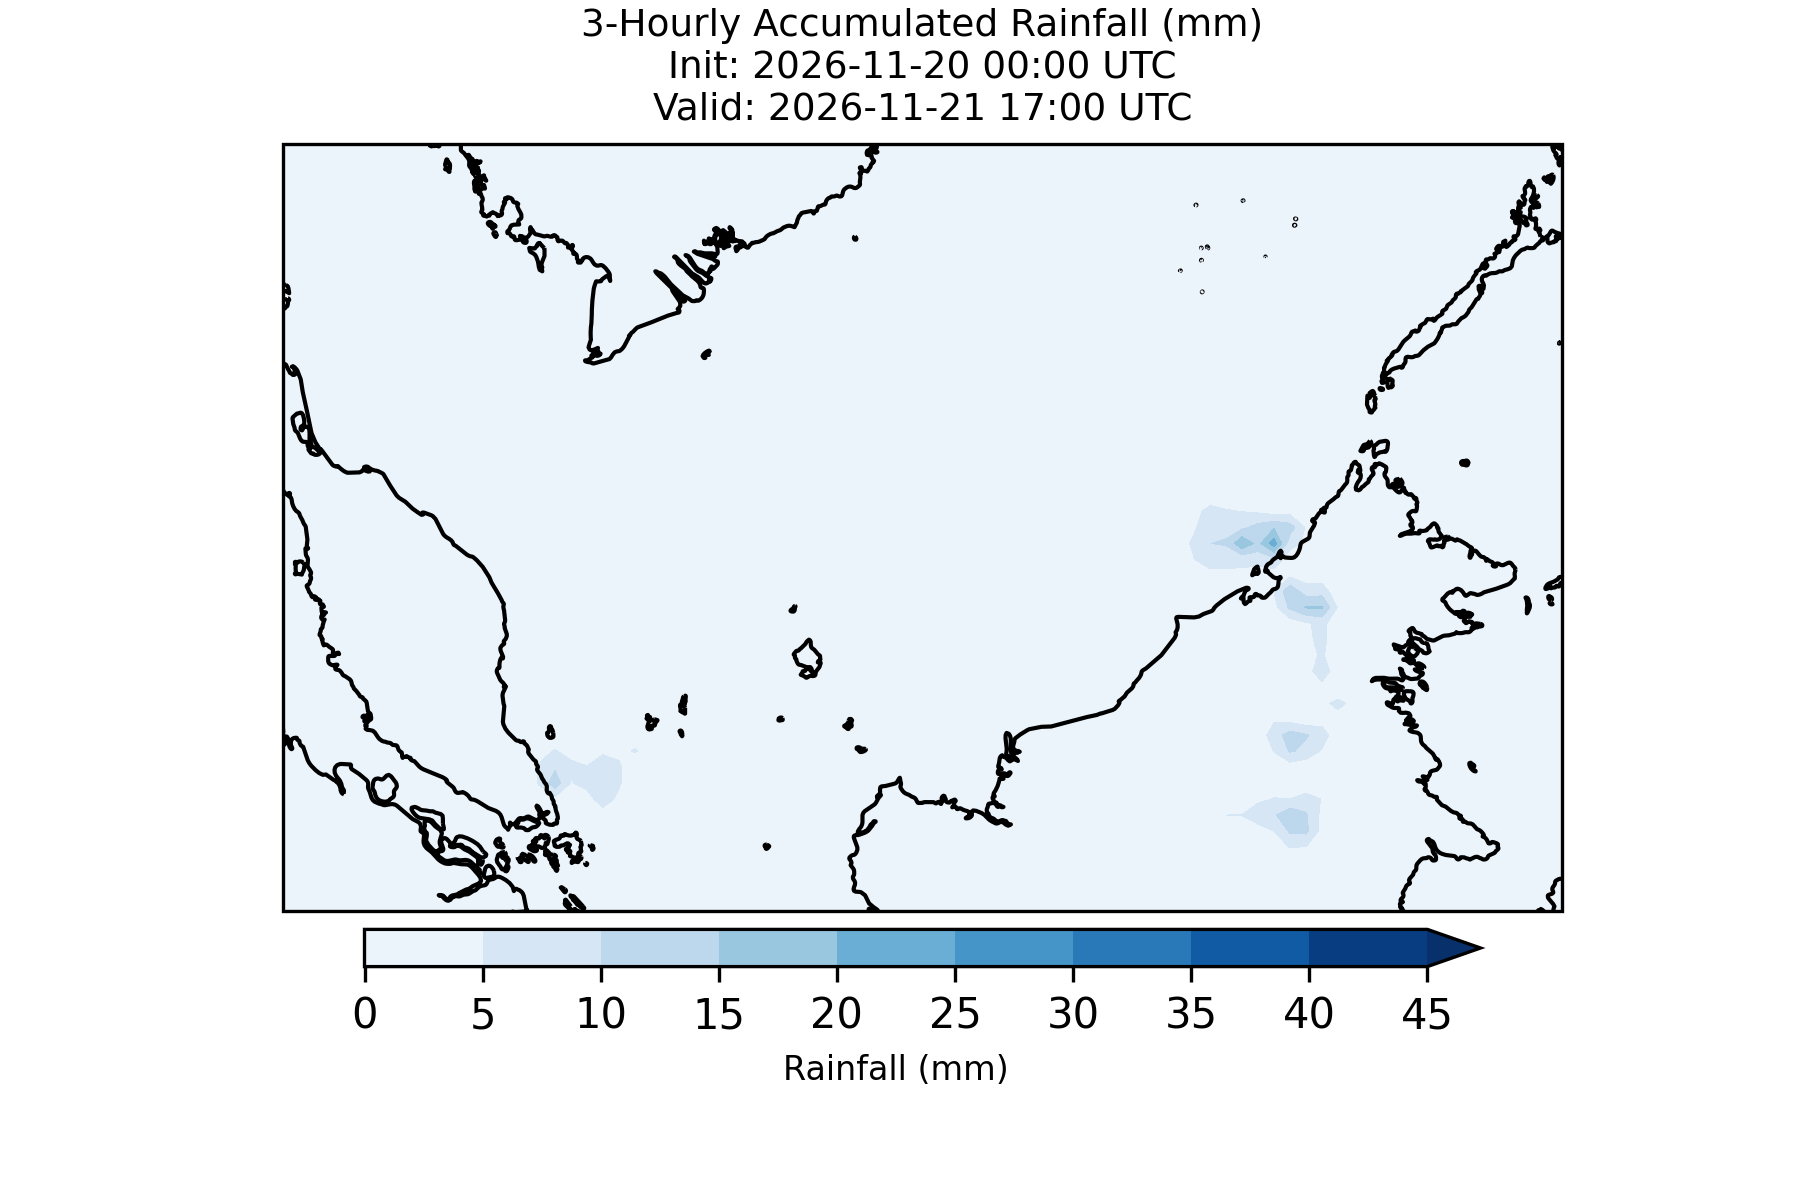 3-Hourly Accumulated Rainfall (mm)
Init: 2026-11-20 00:00 UTC
Valid: 2026-11-21 17:00 UTC
0 5 10 15 20 25 30 35 40 45
Rainfall (mm)